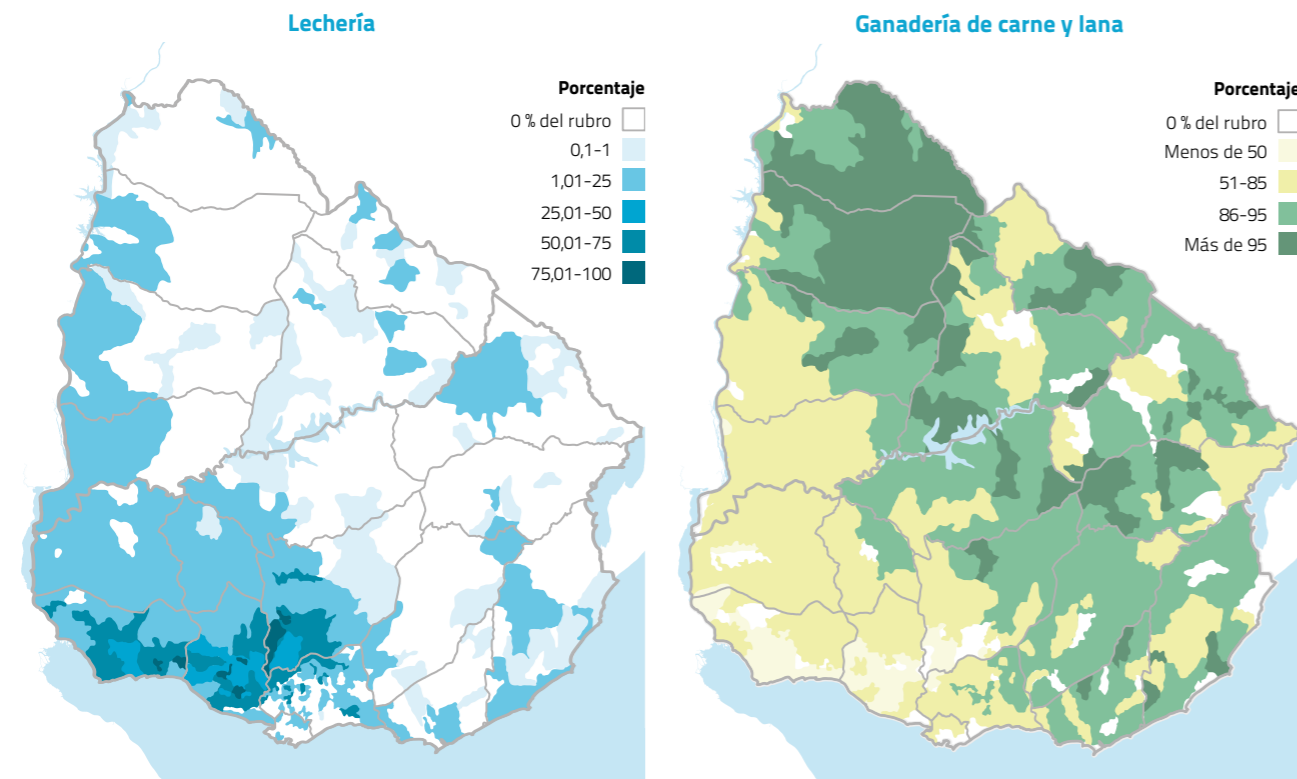 Lechería
Porcentaje
0 % del rubro
0,1-1
1,01-25
25,01-50
50,01-75
75,01-100
Ganadería de carne y lana
Porcentaje
0 % del rubro
Menos de 50
51-85
86-95
Más de 95